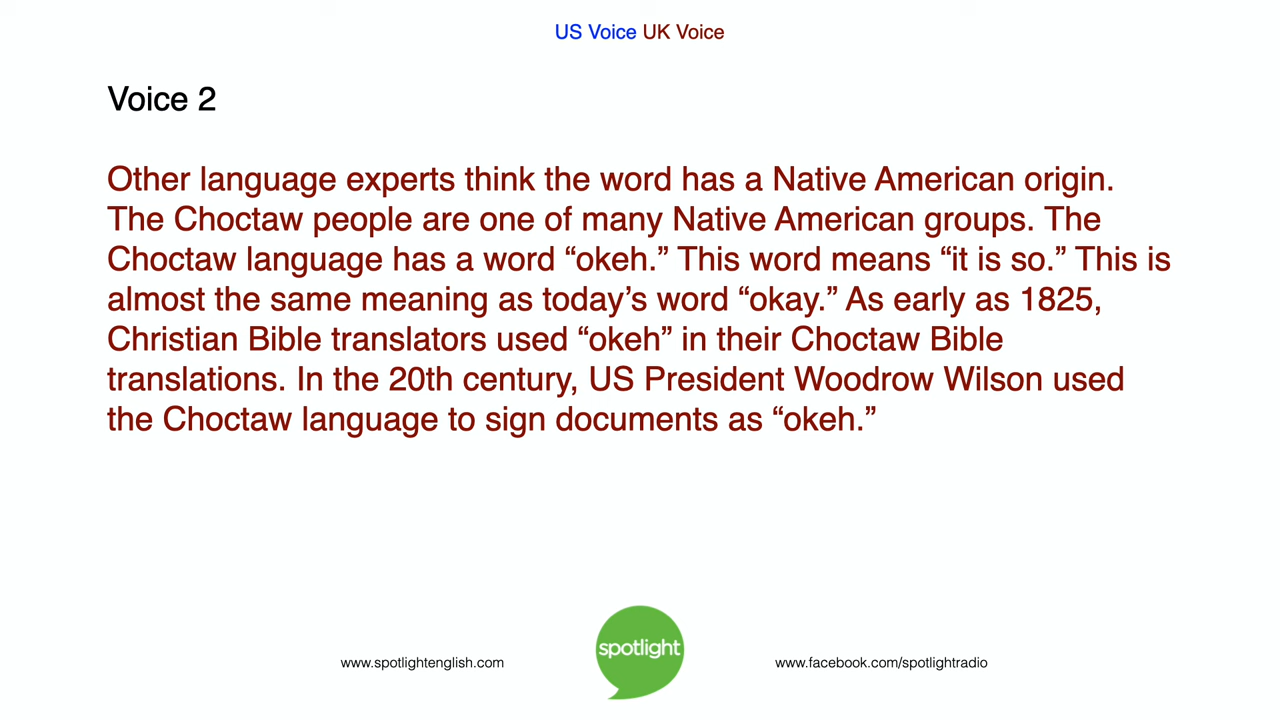 US Voice UK Voice
Voice 2
Other language experts think the word has a Native American origin.
The Choctaw people are one of many Native American groups. The
Choctaw language has a word “okeh.” This word means “it is so.” This is
almost the same meaning as today’s word “okay.” As early as 1825,
Christian Bible translators used “okeh” in their Choctaw Bible
translations. In the 20th century, US President Woodrow Wilson used
the Choctaw language to sign documents as “okeh.”
www.spotlightenglish.com
spotlight
www.facebook.com/spotlightradio